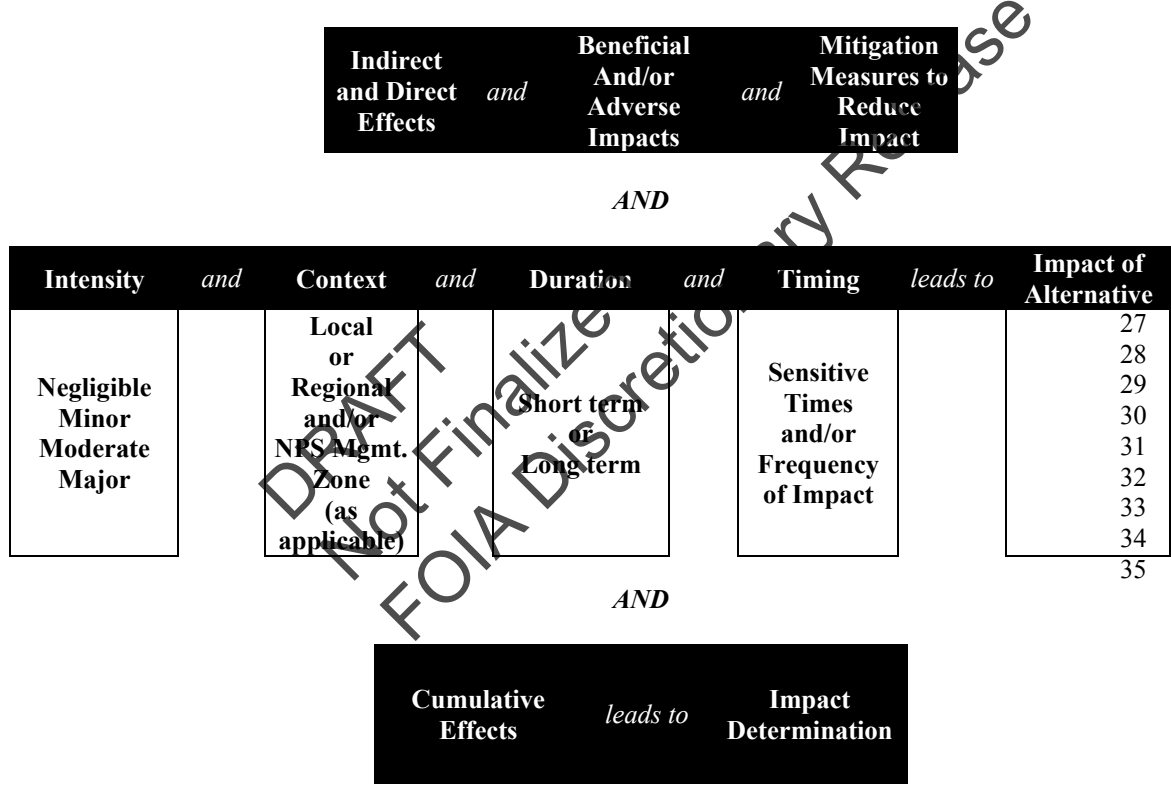 Indirect and Direct Effects
and
Beneficial And/or Adverse Impacts
and
Mitigation Measures to Reduce Impact
AND
Intensity and Context and Duration and Timing leads to Impact of Alternative
Negligible
Minor
Moderate
Major
Local
or
Regional
and/or
NPS Mgmt.
Zone
(as
applicable)
Short term
or
Long term
Sensitive
Times
and/or
Frequency
of Impact
27
28
29
30
31
32
33
34
35
AND
Cumulative Effects
leads to
Impact Determination
DRAFT
Not Finalize
FOIA Discretionary Release